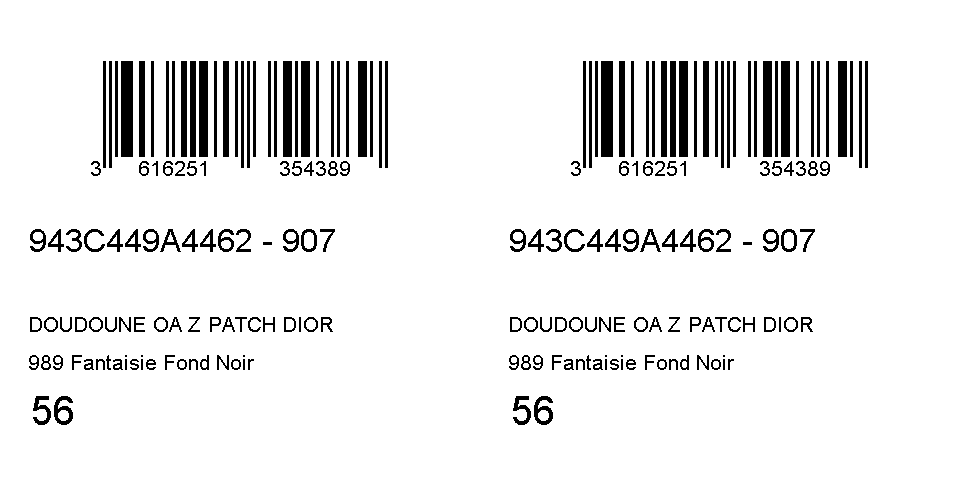 3 616251 354389
943C449A4462 - 907
DOUDOUNE OA Z PATCH DIOR
989 Fantaisie Fond Noir
56
3 616251 354389
943C449A4462 - 907
DOUDOUNE OA Z PATCH DIOR
989 Fantaisie Fond Noir
56